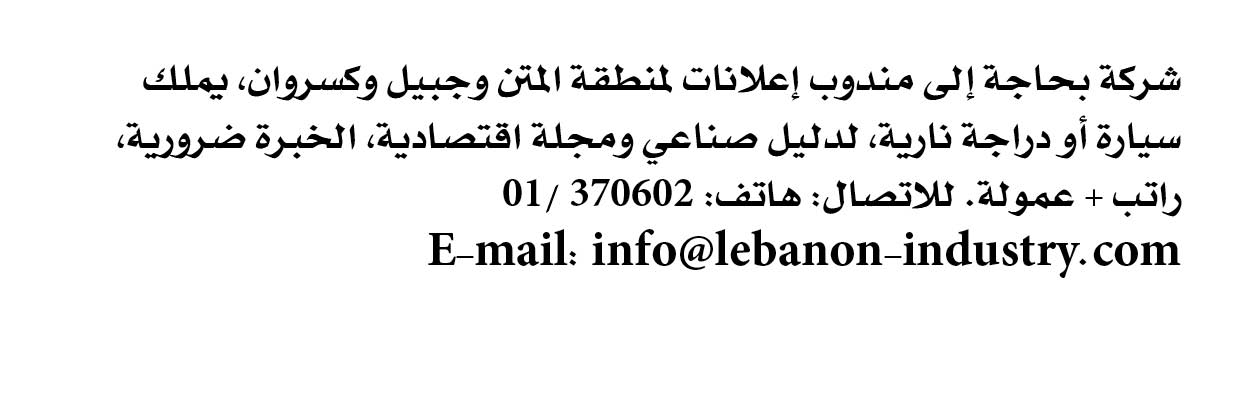 شركة بحاجة إلى مندوب إعلانات لمنطقة المتن وجبيل وكسروان، يملك
سيارة أو دراجة نارية، لدليل صناعي ومجلة اقتصادية، الخبرة ضرورية،
راتب + عمولة. للاتصال: هاتف: 370602 /01
E-mail: info@lebanon-industry.com